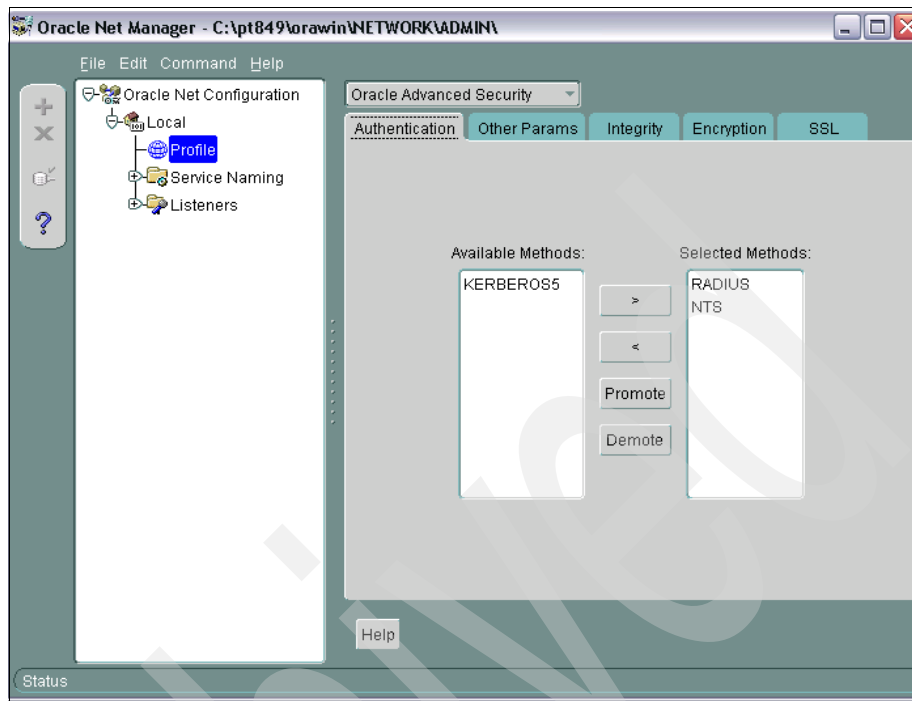 Oracle Net Manager - C:\pt849\orawin\NETWORK\ADMIN\
File Edit Command Help
Oracle Net Configuration
Local
Profile
Service Naming
Listeners
Oracle Advanced Security
Authentication Other Params Integrity Encryption SSL
Available Methods: Selected Methods:
KERBEROS5
RADIUS
NTS
>
<
Promote
Demote
Help
Status